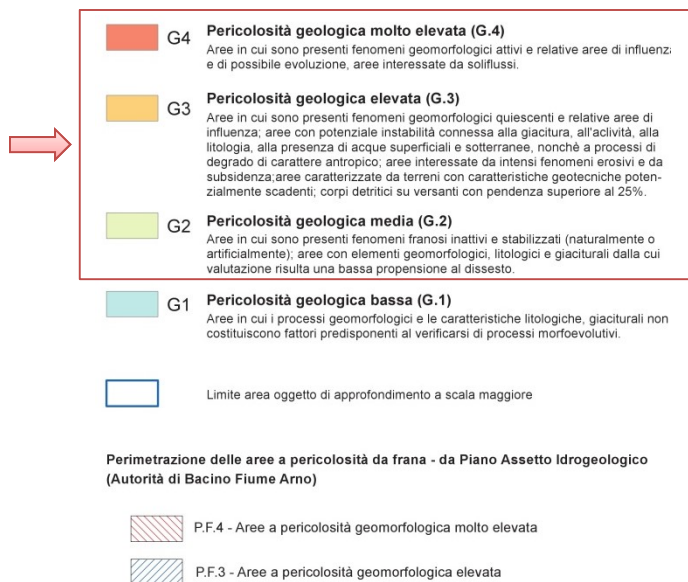 G4 Pericolosità geologica molto elevata (G.4)
Aree in cui sono presenti fenomeni geomorfologici attivi e relative aree di influenza
e di possibile evoluzione, aree interessate da soliflussi.
G3 Pericolosità geologica elevata (G.3)
Aree in cui sono presenti fenomeni geomorfologici quiescenti e relative aree di
influenza; aree con potenziale instabilità connessa alla giacitura, all'aclività, alla
litologia, alla presenza di acque superficiali e sotterranee, nonchè a processi di
degrado di carattere antropico; aree interessate da intensi fenomeni erosivi e da
subsidenza;aree caratterizzate da terreni con caratteristiche geotecniche poten-
zialmente scadenti; corpi detritici su versanti con pendenza superiore al 25%.
G2 Pericolosità geologica media (G.2)
Aree in cui sono presenti fenomeni franosi inattivi e stabilizzati (naturalmente o
artificialmente); aree con elementi geomorfologici, litologici e giaciturali dalla cui
valutazione risulta una bassa propensione al dissesto.
G1 Pericolosità geologica bassa (G.1)
Aree in cui i processi geomorfologici e le caratteristiche litologiche, giaciturali non
costituiscono fattori predisponenti al verificarsi di processi morfoevolutivi.
Limite area oggetto di approfondimento a scala maggiore
Perimetrazione delle aree a pericolosità da frana - da Piano Assetto Idrogeologico
(Autorità di Bacino Fiume Arno)
P.F.4 - Aree a pericolosità geomorfologica molto elevata
P.F.3 - Aree a pericolosità geomorfologica elevata